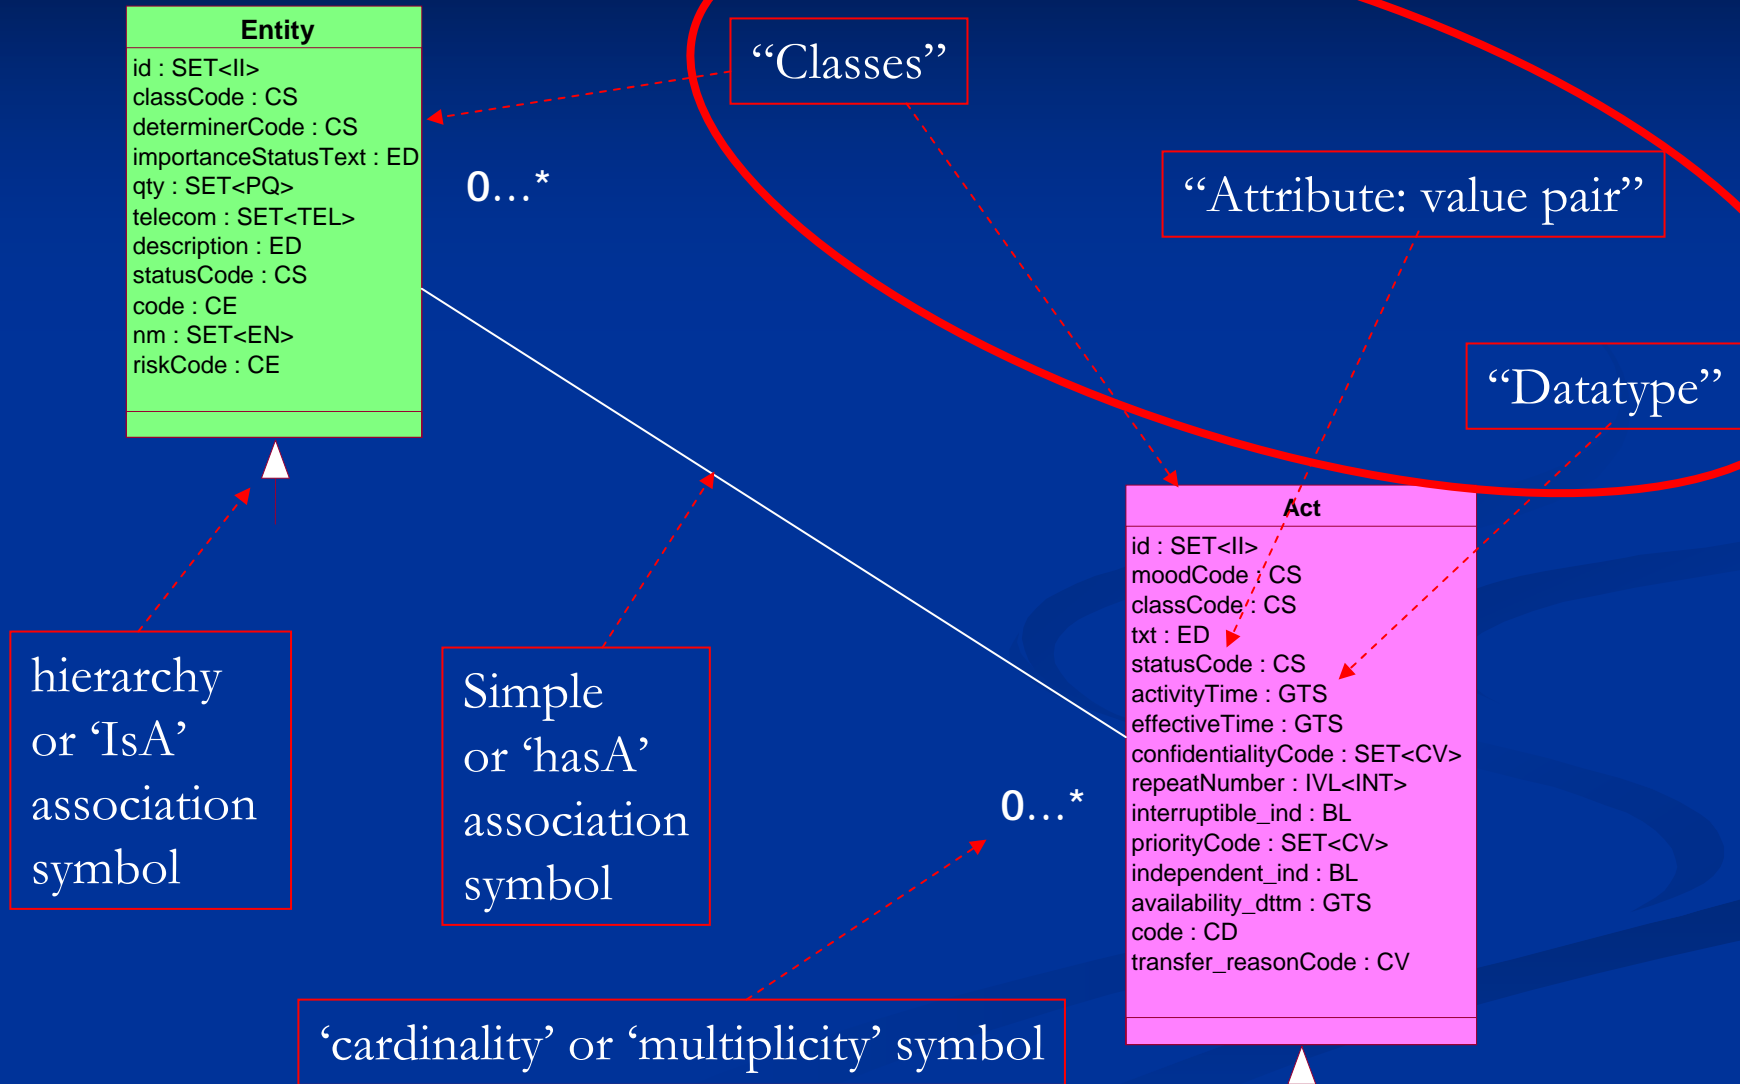 Entity
id : SET<II>
classCode : CS
determinerCode : CS
importanceStatusText : ED
qty : SET<PQ>
telecom : SET<TEL>
description : ED
statusCode : CS
code : CE
nm : SET<EN>
riskCode : CE
“Classes”
0…*
“Attribute: value pair”
“Datatype”
hierarchy
or ‘IsA’
association
symbol
Simple
or ‘hasA’
association
symbol
0…*
‘cardinality’ or ‘multiplicity’ symbol
Act
id : SET<II>
moodCode : CS
classCode : CS
txt : ED
statusCode : CS
activityTime : GTS
effectiveTime : GTS
confidentialityCode : SET<CV>
repeatNumber : IVL<INT>
interruptible_ind : BL
priorityCode : SET<CV>
independent_ind : BL
availability_dttm : GTS
code : CD
transfer_reasonCode : CV